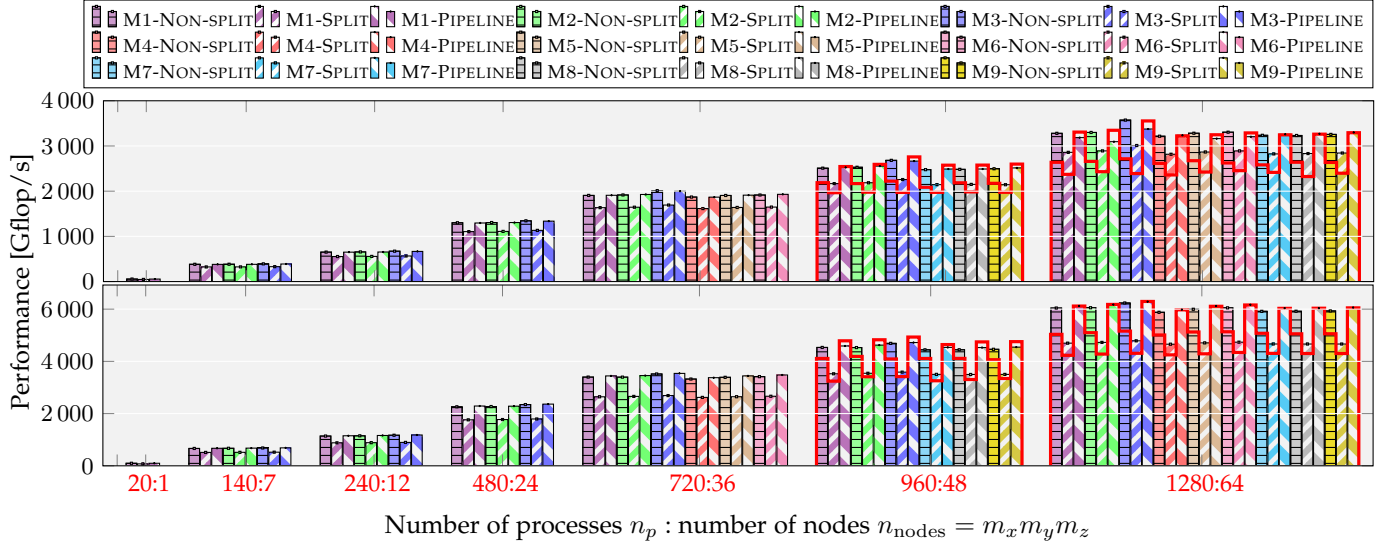 M1-NON-SPLIT M1-SPLIT M1-PIPELINE M2-NON-SPLIT M2-SPLIT M2-PIPELINE M3-NON-SPLIT M3-SPLIT M3-PIPELINE
M4-NON-SPLIT M4-SPLIT M4-PIPELINE M5-NON-SPLIT M5-SPLIT M5-PIPELINE M6-NON-SPLIT M6-SPLIT M6-PIPELINE
M7-NON-SPLIT M7-SPLIT M7-PIPELINE M8-NON-SPLIT M8-SPLIT M8-PIPELINE M9-NON-SPLIT M9-SPLIT M9-PIPELINE
Performance [Gflop/s]
4 000
3 000
2 000
1 000
0
6 000
4 000
2 000
0
20:1 140:7 240:12 480:24 720:36 960:48 1280:64
Number of processes n_p : number of nodes n_nodes = m_x m_y m_z